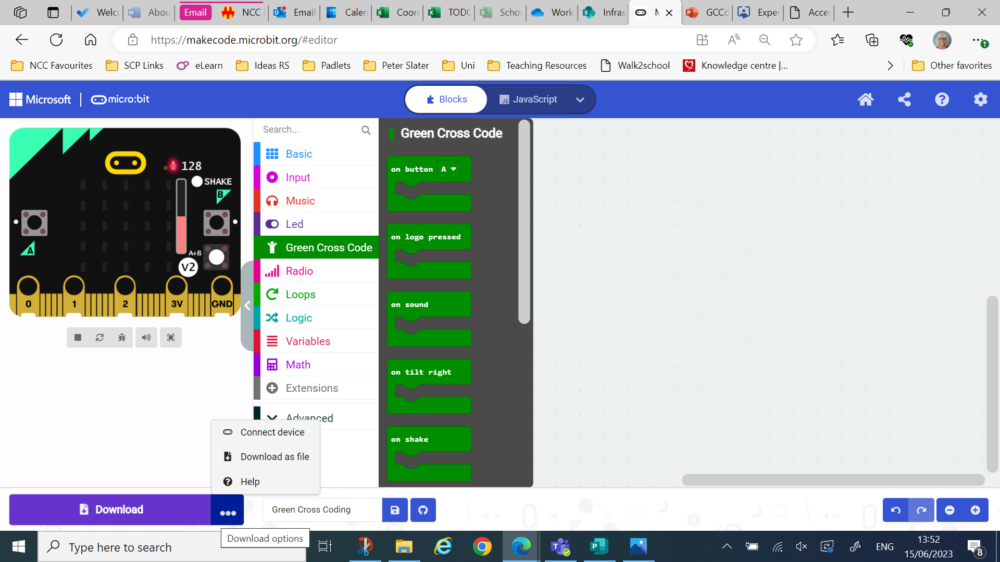 Welc
Abou
Email
NCC
Email
Calen
Coord
TODO
Schoo
Work
Infras
M
GCCo
Exper
Acces
https://makecode.microbit.org/#editor
NCC Favourites
SCP Links
eLearn
Ideas RS
Padlets
Peter Slater
Uni
Teaching Resources
Walk2school
Knowledge centre |...
Other favorites
Microsoft
micro:bit
Blocks
JS JavaScript
128
SHAKE
B
A
A+B
V2
0 1 2 3V GND
Search...
Basic
Input
Music
Led
Green Cross Code
Radio
Loops
Logic
Variables
Math
Extensions
Advanced
Green Cross Code
on button A
on logo pressed
on sound
on tilt right
on shake
Connect device
Download as file
Help
Download
Green Cross Coding
Download options
Type here to search
ENG
13:52
15/06/2023
8